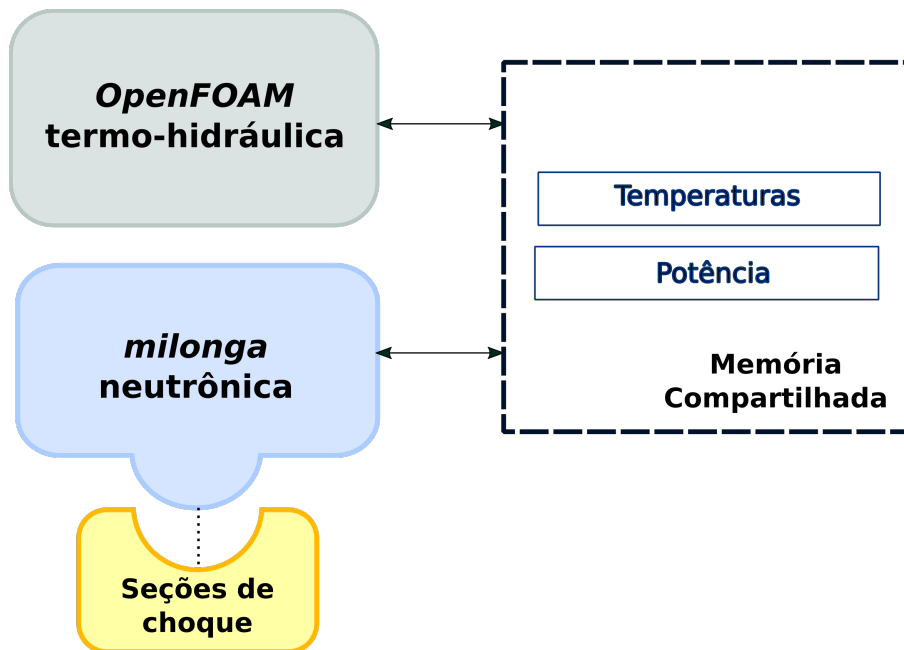 OpenFOAM
termo-hidráulica
Temperaturas
Potência
milonga
neutrônica
Memória
Compartilhada
Seções de
choque